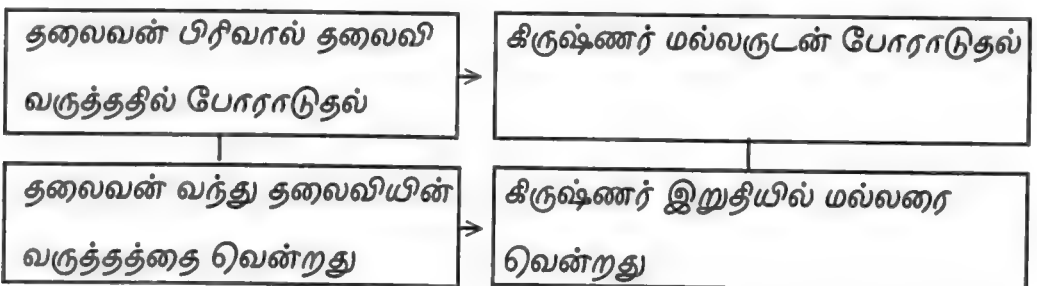 தலைவன் பிரிவால் தலைவி
வருத்ததில் போராடுதல்
கிருஷ்ணர் மல்லருடன் போராடுதல்
தலைவன் வந்து தலைவியின்
வருத்தத்தை வென்றது
கிருஷ்ணர் இறுதியில் மல்லரை
வென்றது